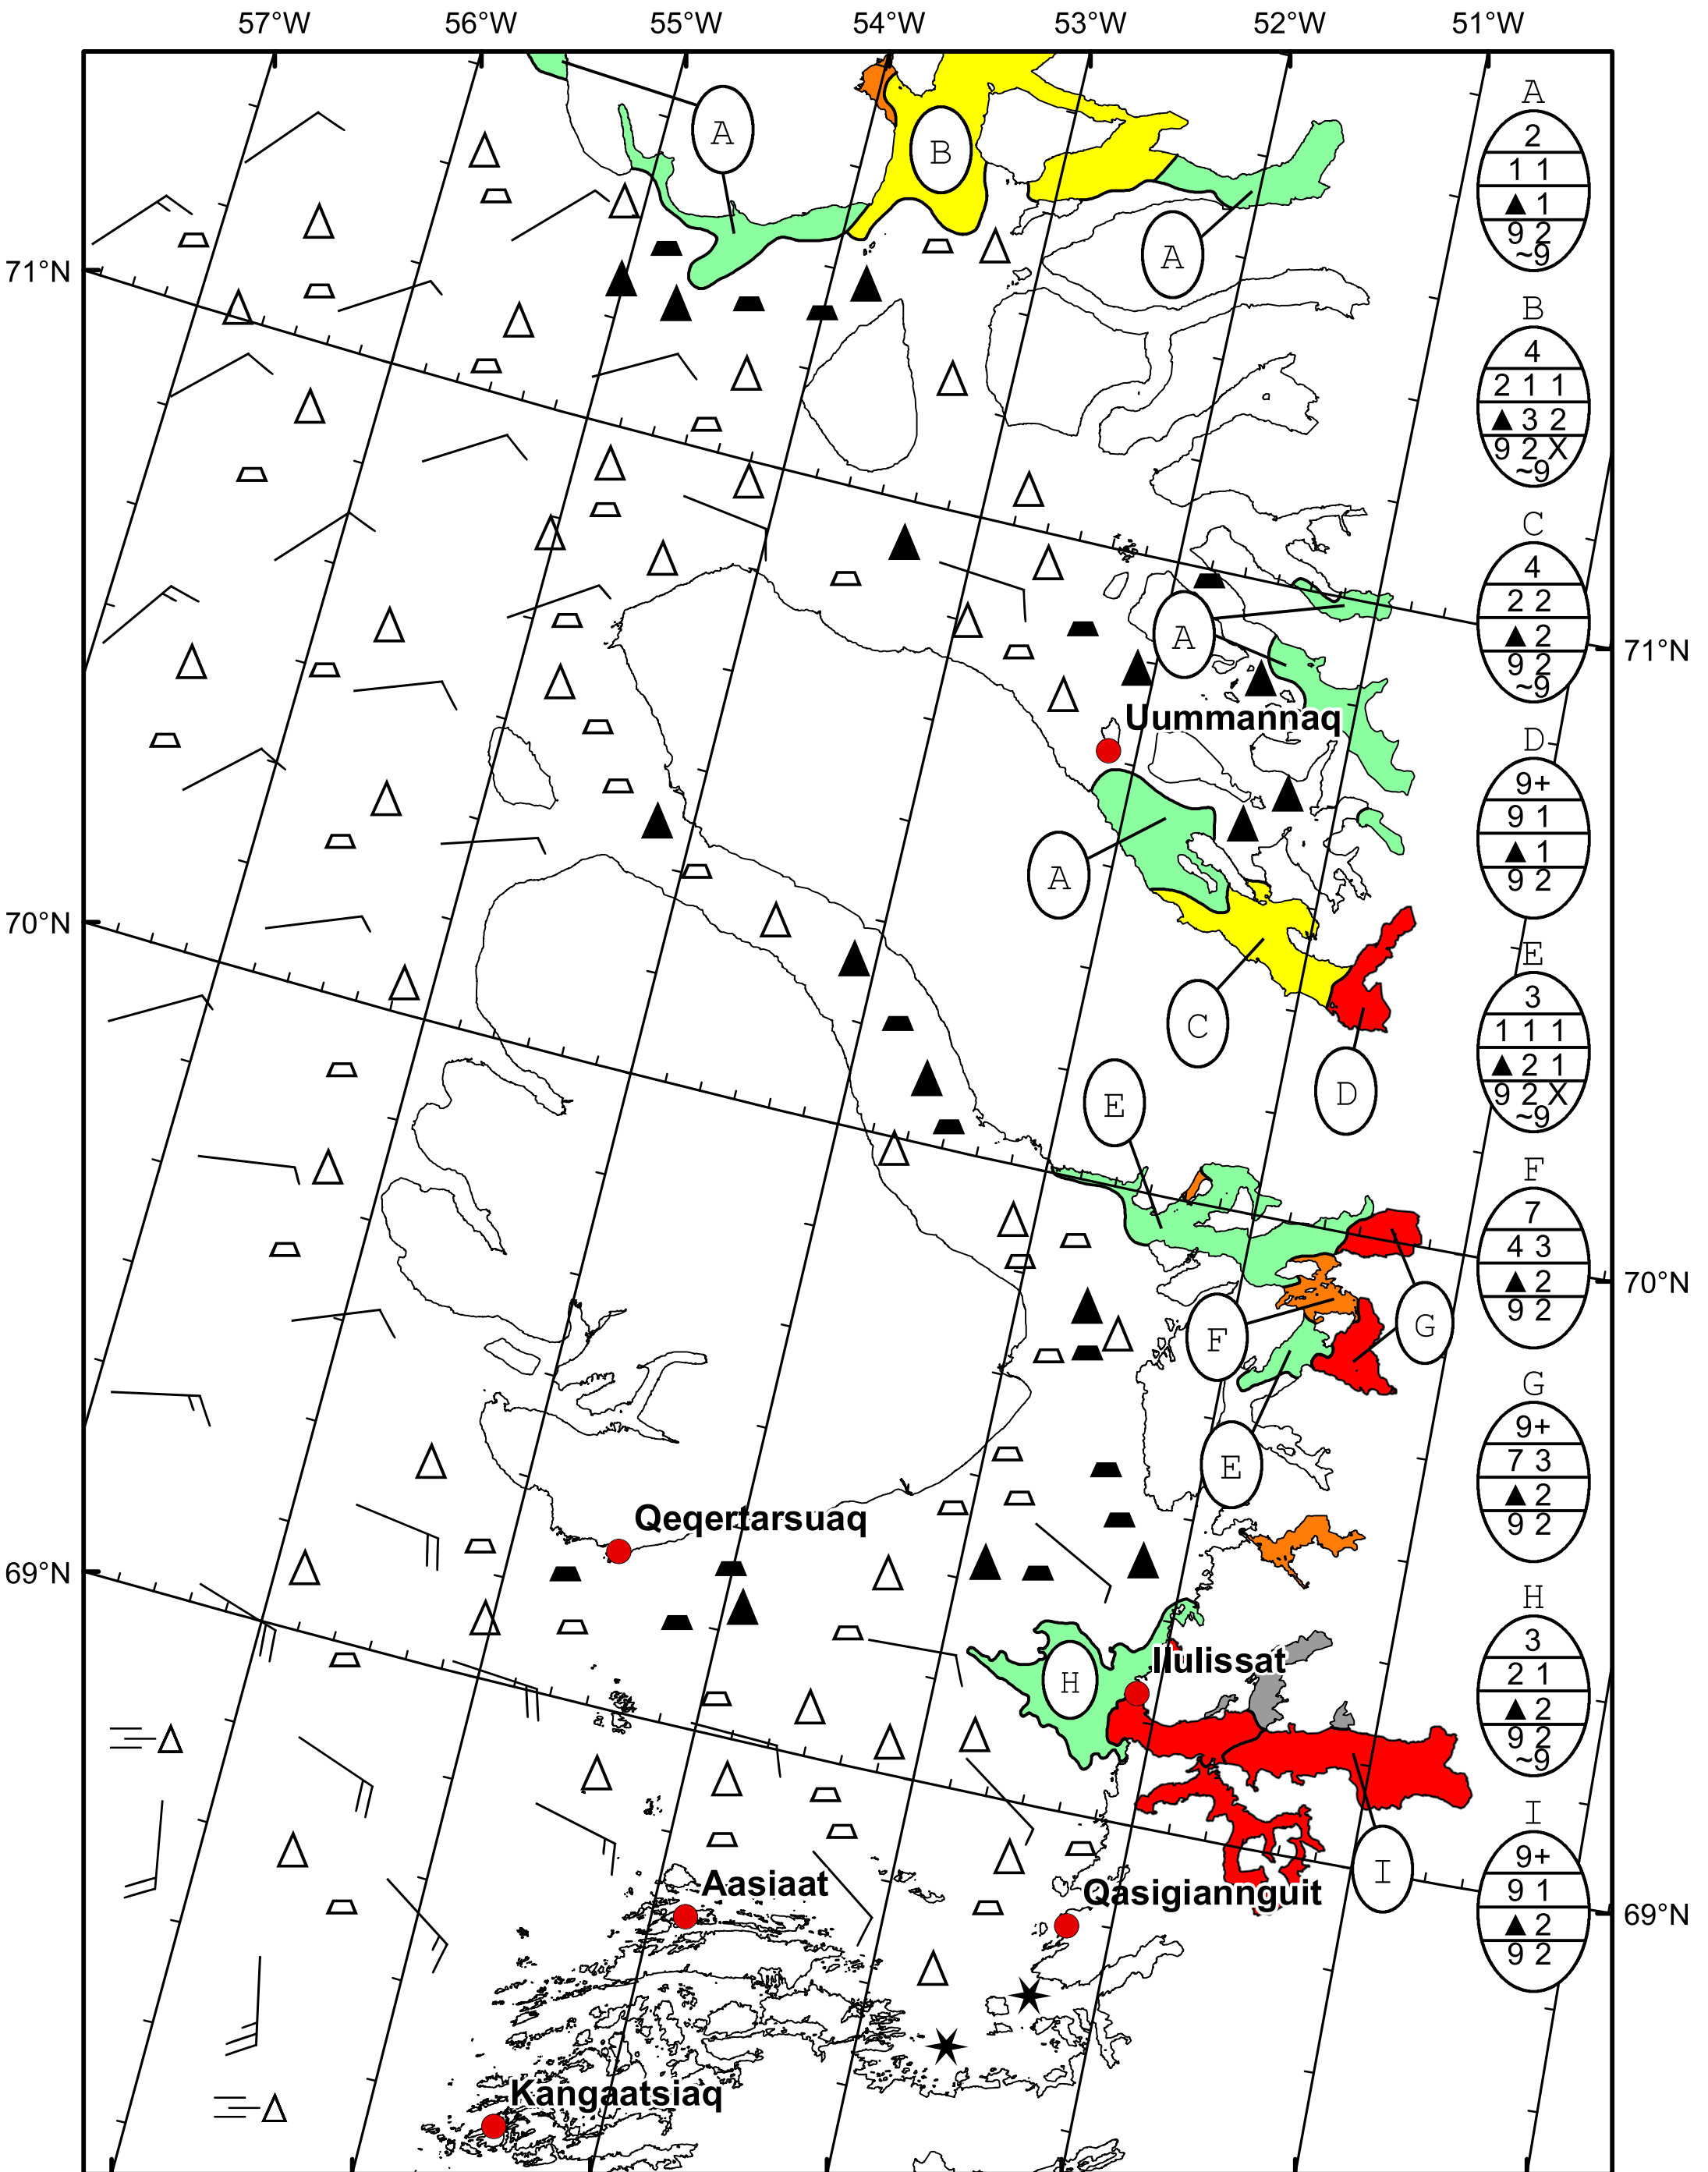 57°W 56°W 55°W 54°W 53°W 52°W 51°W
A
2
1 1
▲ 1
9 2
~9
A
B
A
71°N
B
4
2 1 1
▲ 3 2
9 2 X
~9
C
4
2 2
▲ 2
9 2
~9
A
71°N
Uummannaq
D
9+
9 1
▲ 1
9 2
A
70°N
C
D
E
E
3
1 1 1
▲ 2 1
9 2 X
~9
F
7
4 3
▲ 2
9 2
70°N
F
G
E
G
9+
7 3
▲ 2
9 2
Qeqertarsuaq
69°N
H
3
2 1
▲ 2
9 2
~9
Ilulissat
H
I
9+
9 1
▲ 2
9 2
I
Aasiaat
Qasigiannguit
69°N
Kangaatsiaq